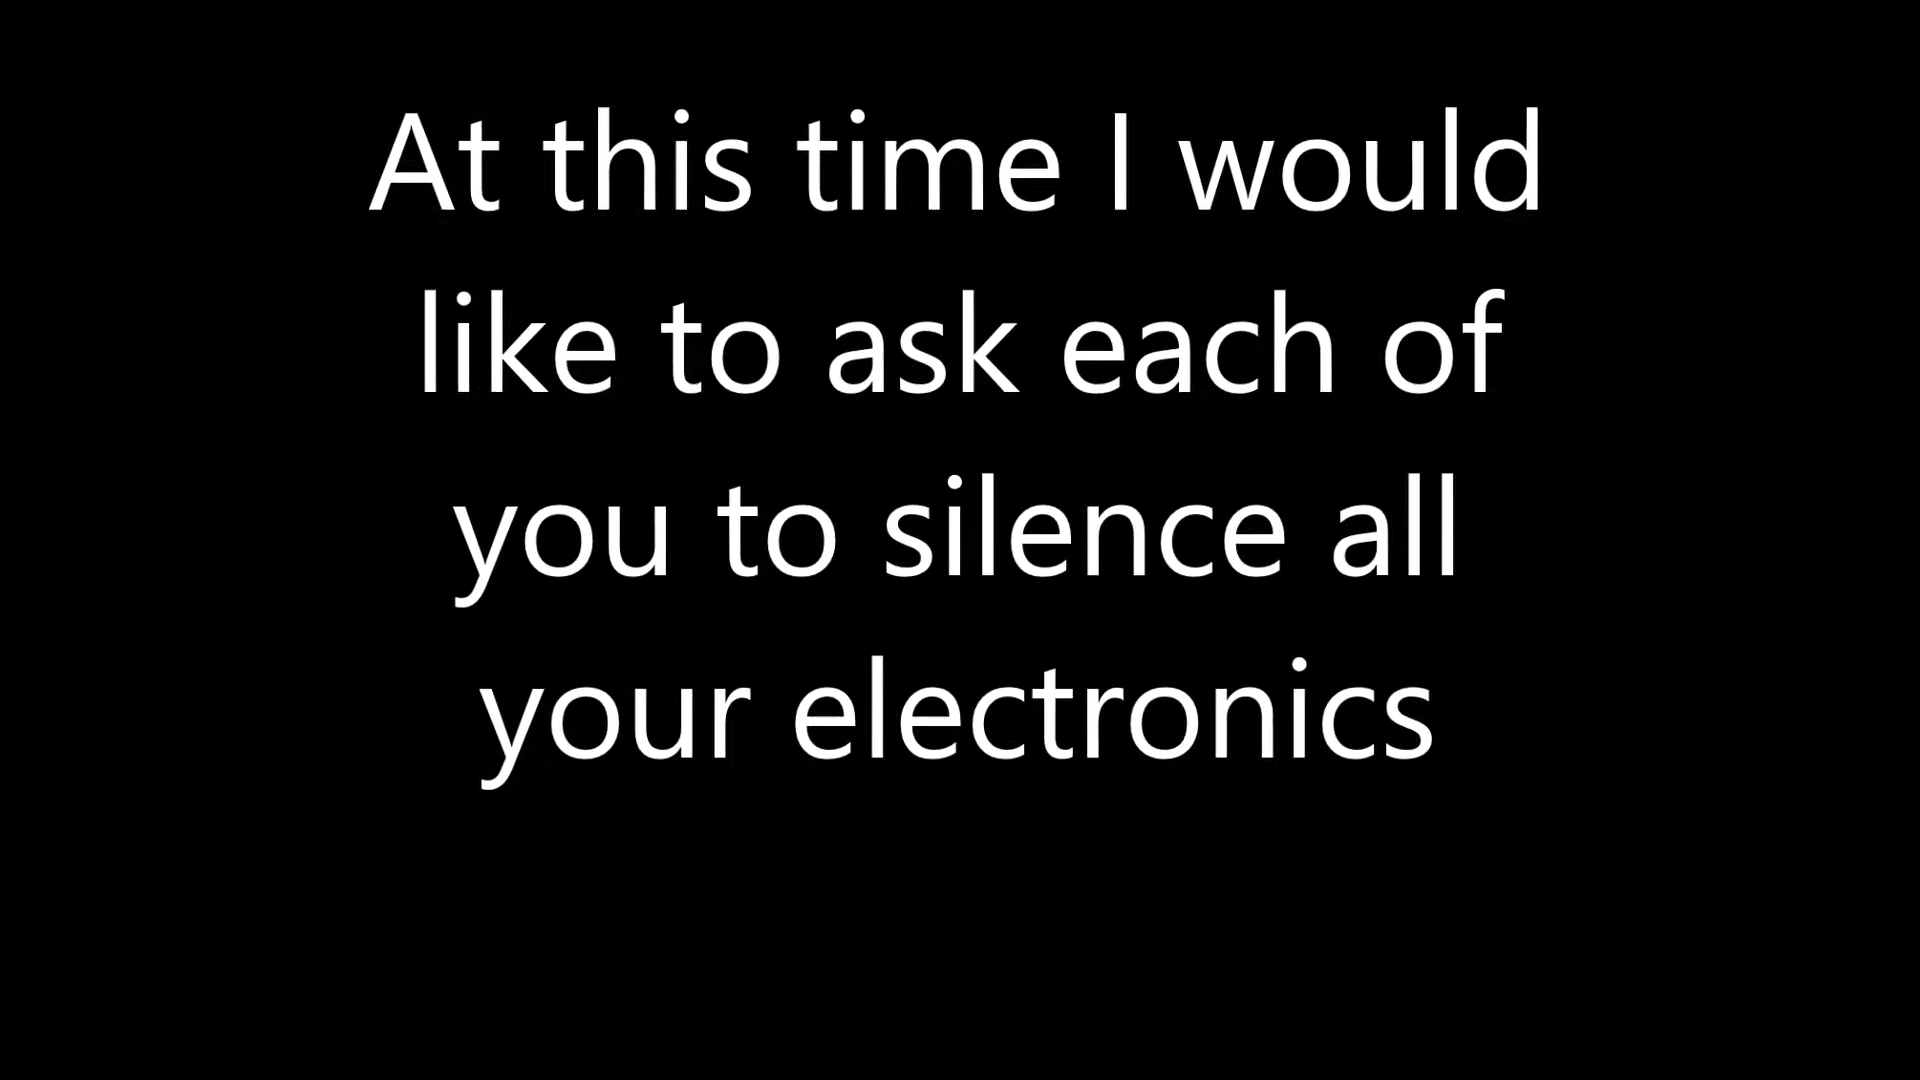 At this time I would
like to ask each of
you to silence all
your electronics